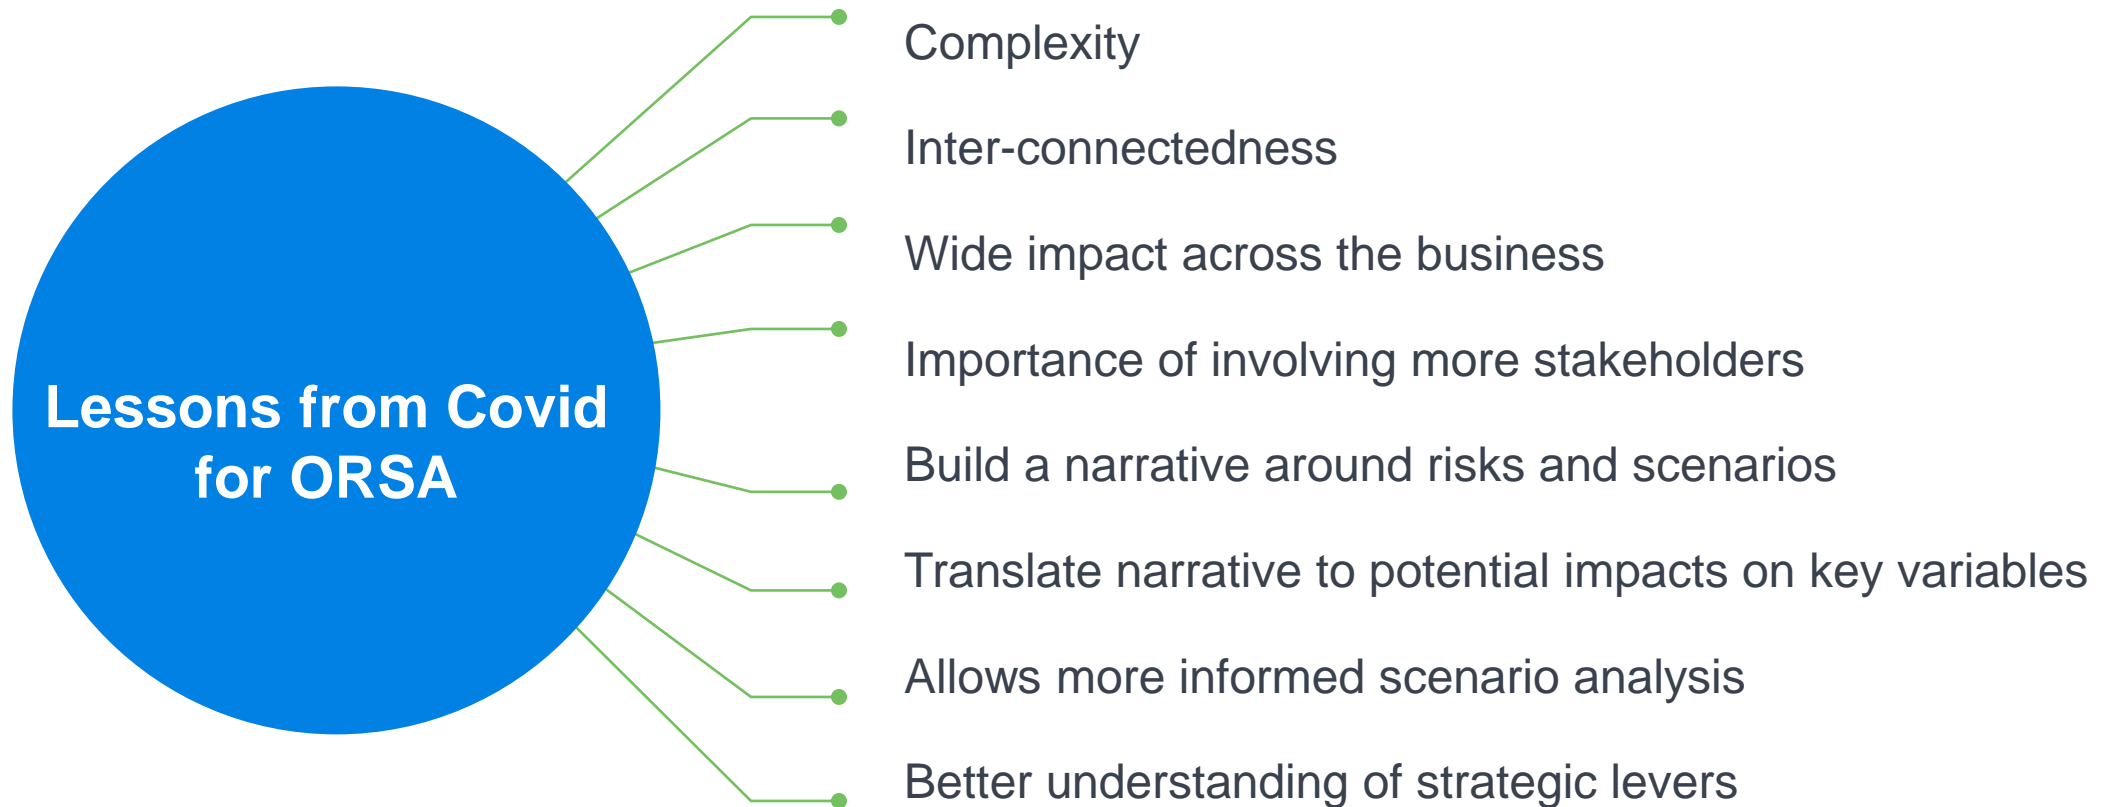 Lessons from Covid
for ORSA
Complexity
Inter-connectedness
Wide impact across the business
Importance of involving more stakeholders
Build a narrative around risks and scenarios
Translate narrative to potential impacts on key variables
Allows more informed scenario analysis
Better understanding of strategic levers